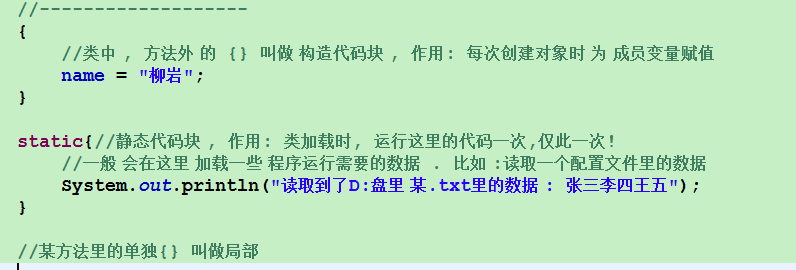 //-------------------
{
//类中 , 方法外 的 {} 叫做 构造代码块 , 作用: 每次创建对象时 为 成员变量赋值
name = "柳岩";
}
static{//静态代码块 , 作用: 类加载时, 运行这里的代码一次,仅此一次!
//一般 会在这里 加载一些 程序运行需要的数据 . 比如 :读取一个配置文件里的数据
System.out.println("读取到了D:盘里 某.txt里的数据 : 张三李四王五");
}
//某方法里的单独{} 叫做局部